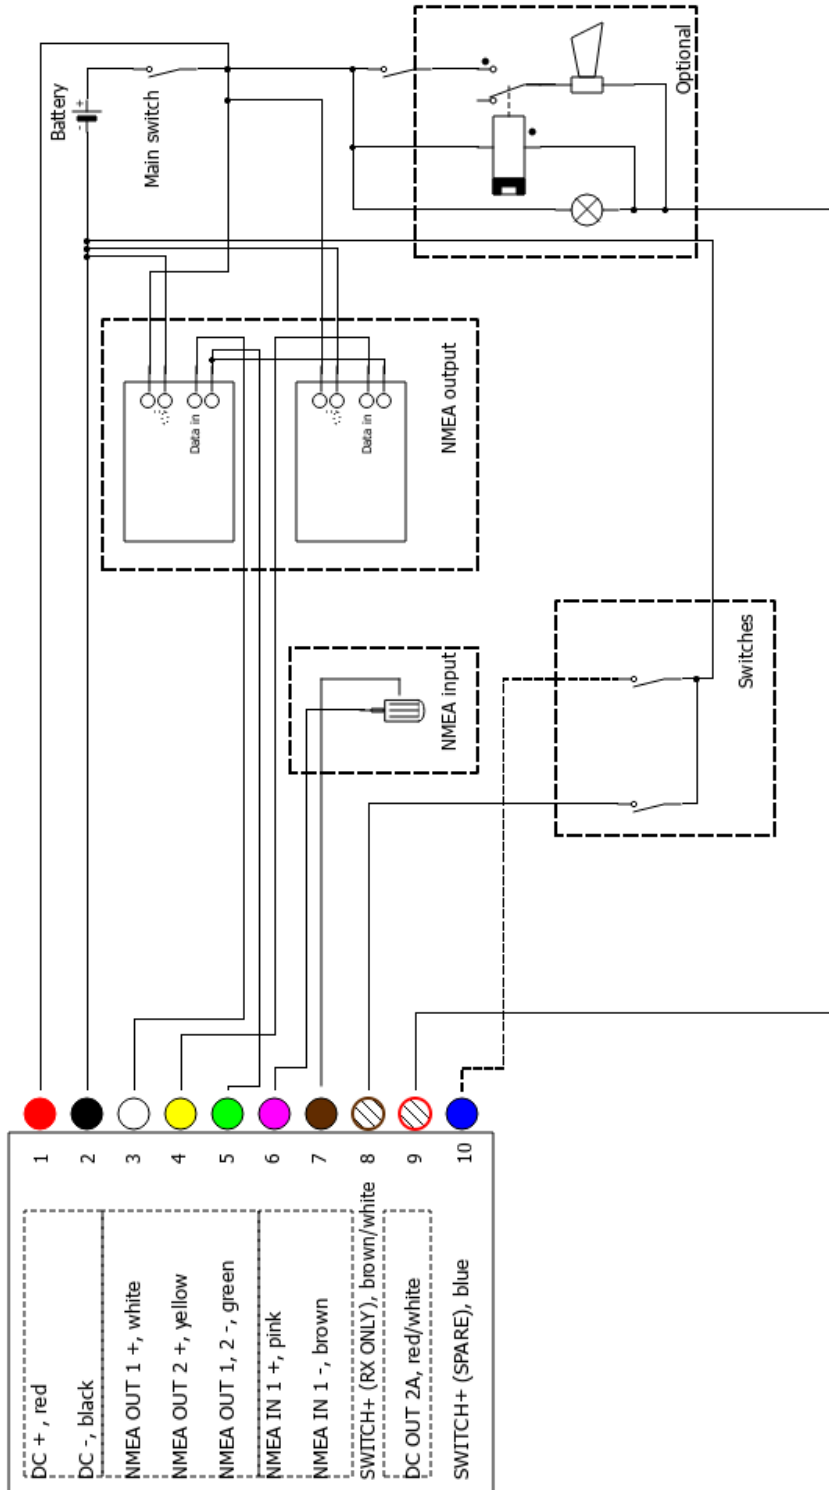 Battery
+
-
Main switch
Optional
Data in
Data in
NMEA output
NMEA input
Switches
1
2
3
4
5
6
7
8
9
10
DC + , red
DC -, black
NMEA OUT 1 +, white
NMEA OUT 2 +, yellow
NMEA OUT 1, 2 -, green
NMEA IN 1 +, pink
NMEA IN 1 -, brown
SWITCH+ (RX ONLY), brown/white
DC OUT 2A, red/white
SWITCH+ (SPARE), blue